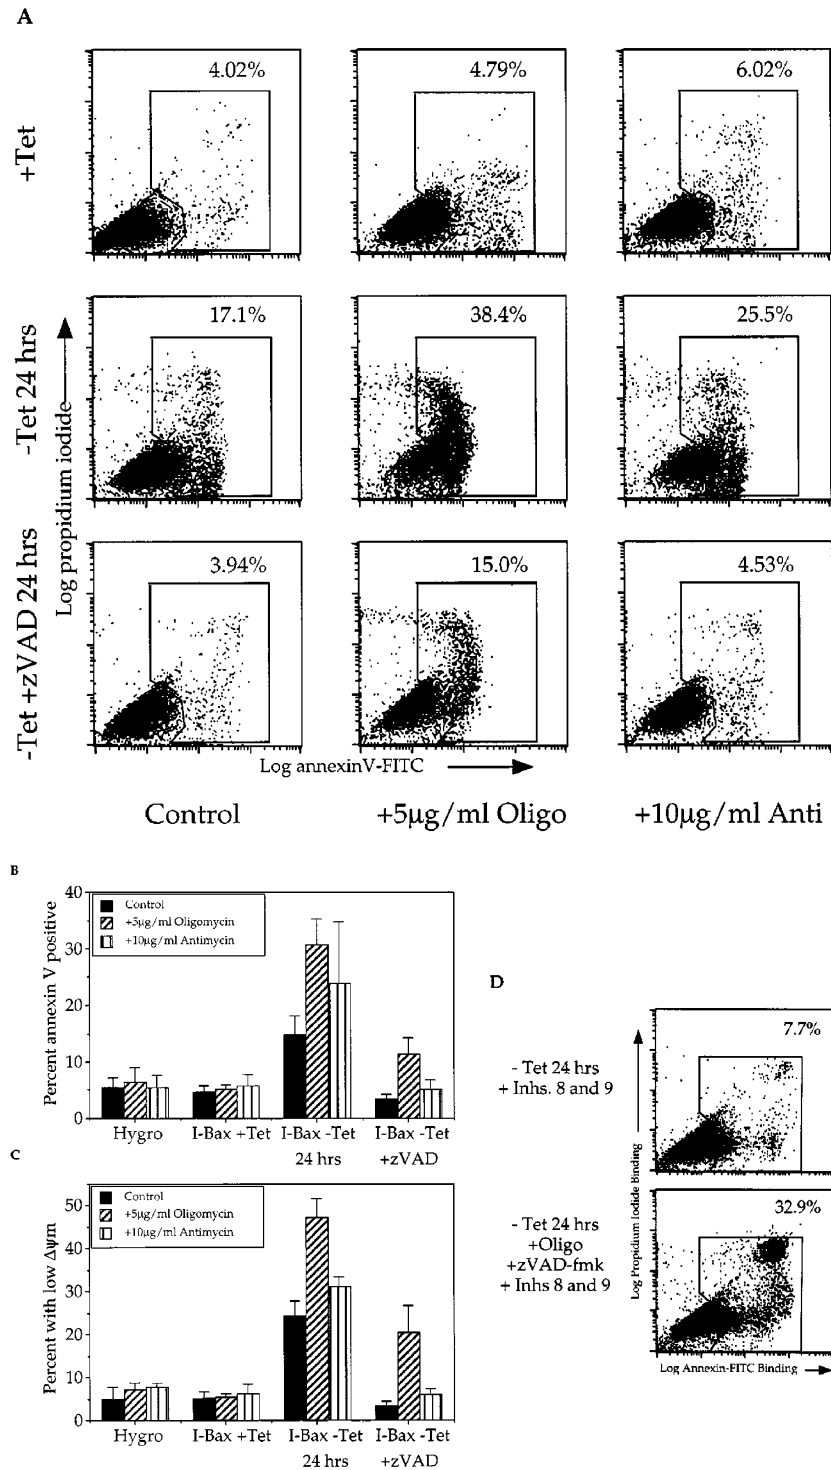 A
+Tet
4.02%
4.79%
6.02%
-Tet 24 hrs
17.1%
38.4%
25.5%
-Tet +zVAD 24 hrs
3.94%
15.0%
4.53%
Log propidium iodide
Log annexinV-FITC
Control
+5µg/ml Oligo
+10µg/ml Anti
B
Percent annexin V positive
40
30
20
10
0
Control
+5µg/ml Oligomycin
+10µg/ml Antimycin
Hygro
I-Bax +Tet
I-Bax -Tet
24 hrs
I-Bax -Tet
+zVAD
C
Percent with low Δψm
50
40
30
20
10
0
Control
+5µg/ml Oligomycin
+10µg/ml Antimycin
Hygro
I-Bax +Tet
I-Bax -Tet
24 hrs
I-Bax -Tet
+zVAD
D
- Tet 24 hrs
+ Inhs. 8 and 9
7.7%
- Tet 24 hrs
+Oligo
+zVAD-fmk
+ Inhs 8 and 9
32.9%
Log Propidium Iodide Binding
Log Annexin-FITC Binding